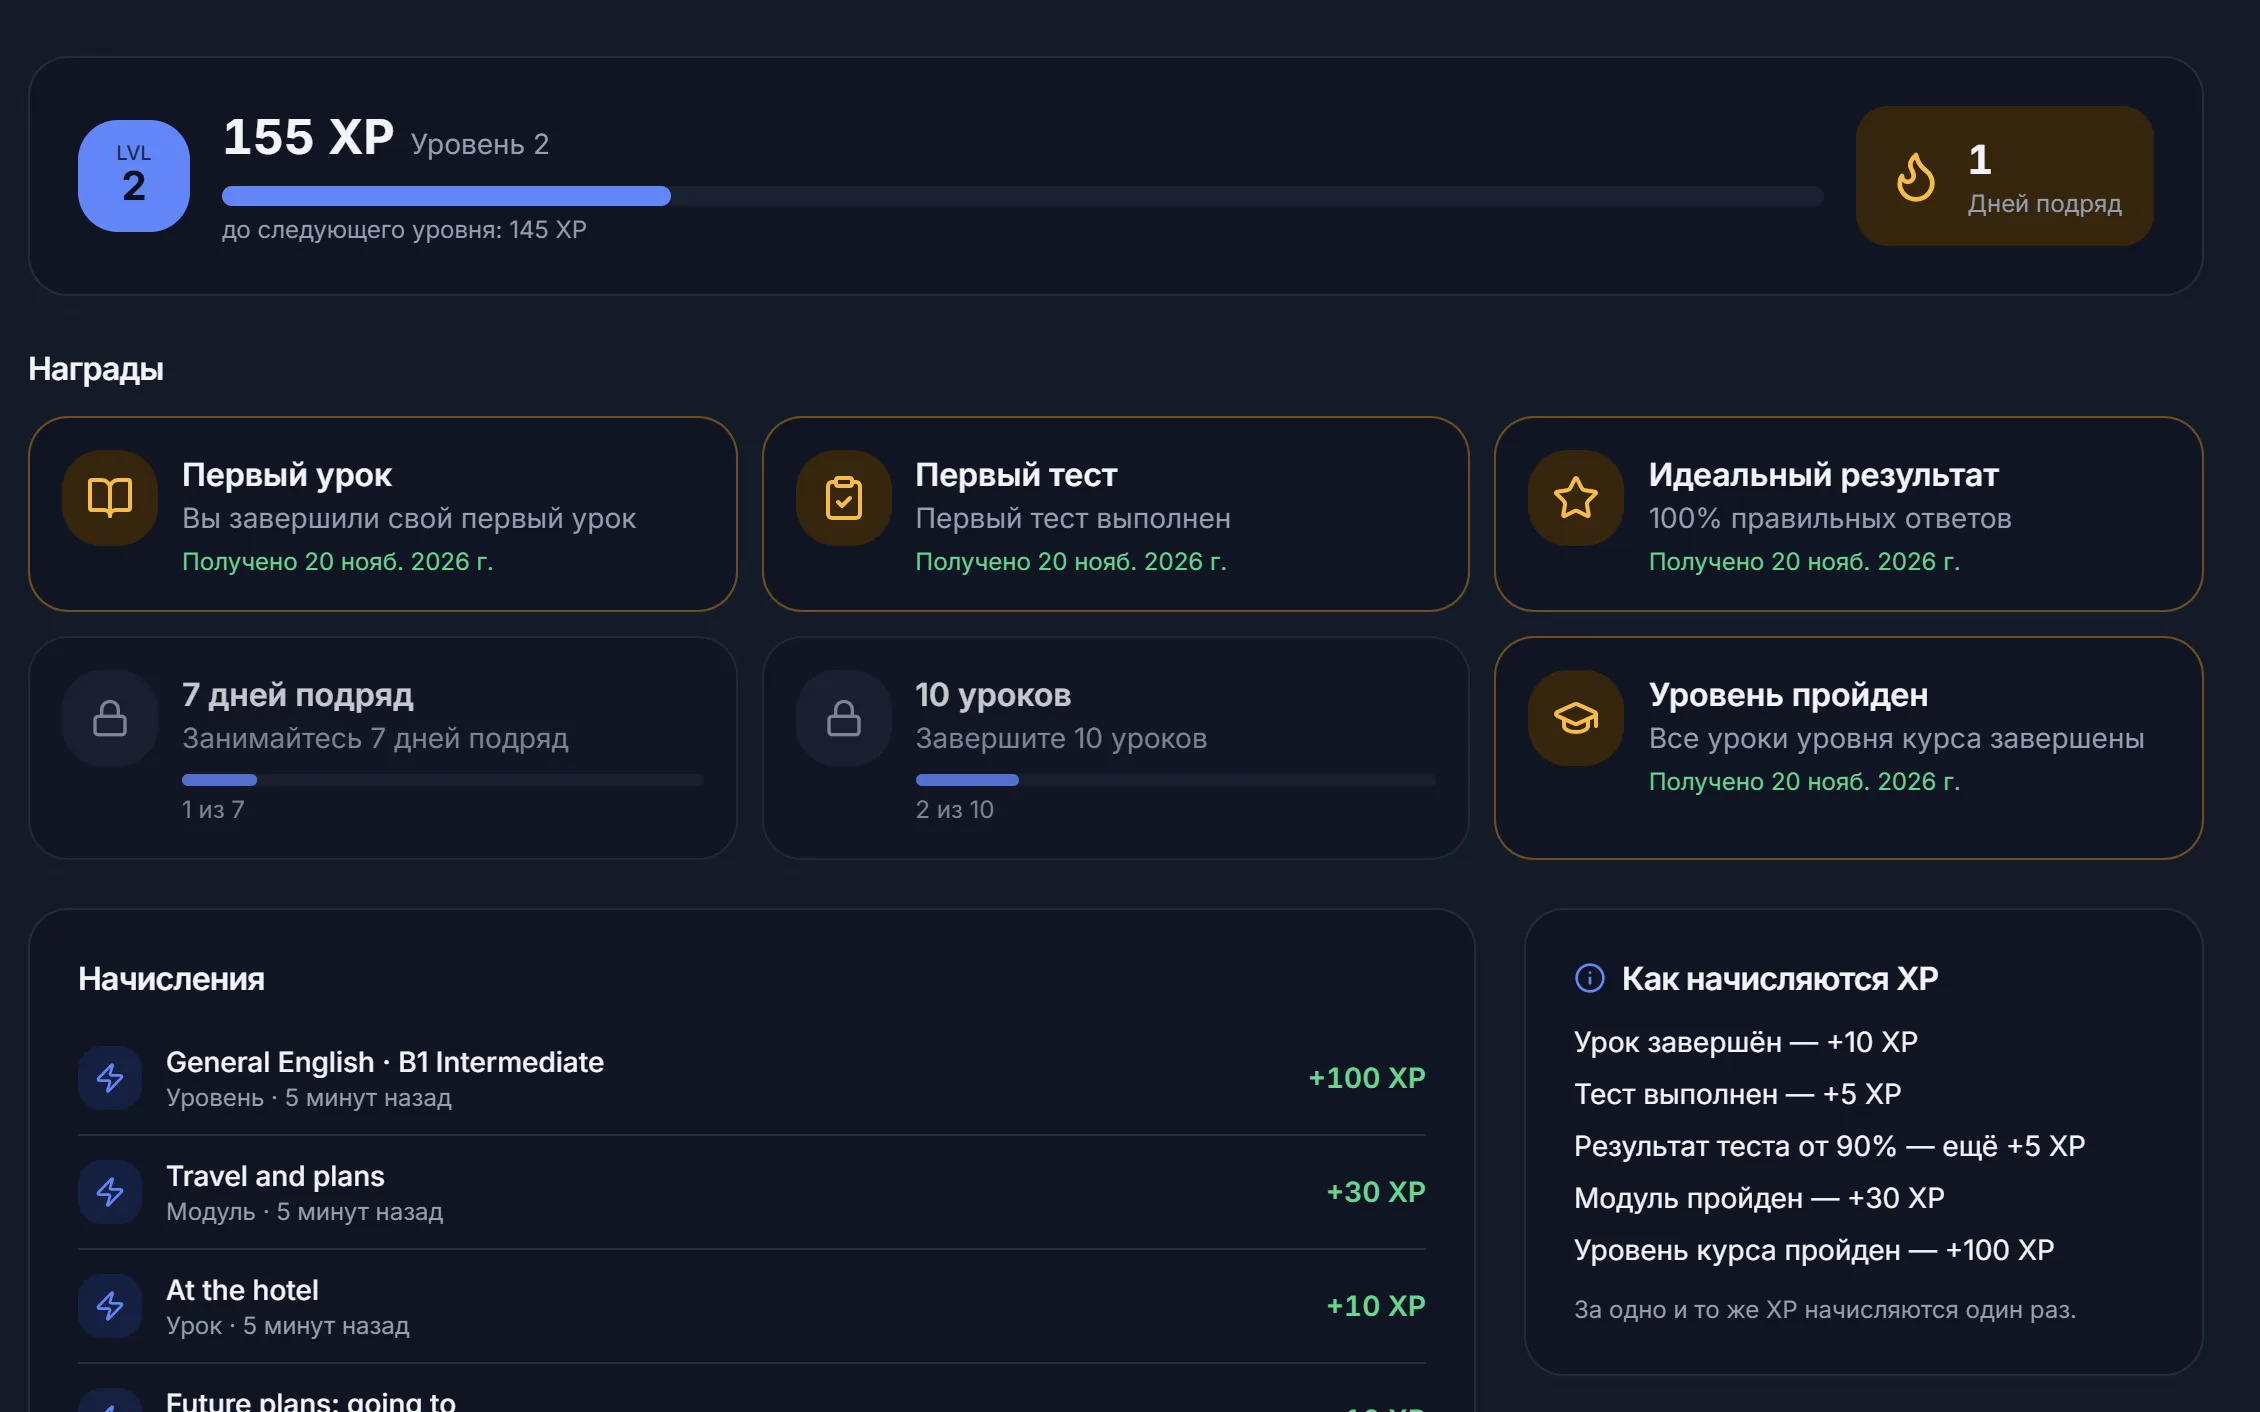 LVL
2
155 XP Уровень 2
до следующего уровня: 145 XP
1
Дней подряд
Награды
Первый урок
Вы завершили свой первый урок
Получено 20 нояб. 2026 г.
Первый тест
Первый тест выполнен
Получено 20 нояб. 2026 г.
Идеальный результат
100% правильных ответов
Получено 20 нояб. 2026 г.
7 дней подряд
Занимайтесь 7 дней подряд
1 из 7
10 уроков
Завершите 10 уроков
2 из 10
Уровень пройден
Все уроки уровня курса завершены
Получено 20 нояб. 2026 г.
Начисления
General English · B1 Intermediate
Уровень · 5 минут назад
+100 XP
Travel and plans
Модуль · 5 минут назад
+30 XP
At the hotel
Урок · 5 минут назад
+10 XP
Future plans: going to
Как начисляются XP
Урок завершён — +10 XP
Тест выполнен — +5 XP
Результат теста от 90% — ещё +5 XP
Модуль пройден — +30 XP
Уровень курса пройден — +100 XP
За одно и то же XP начисляются один раз.